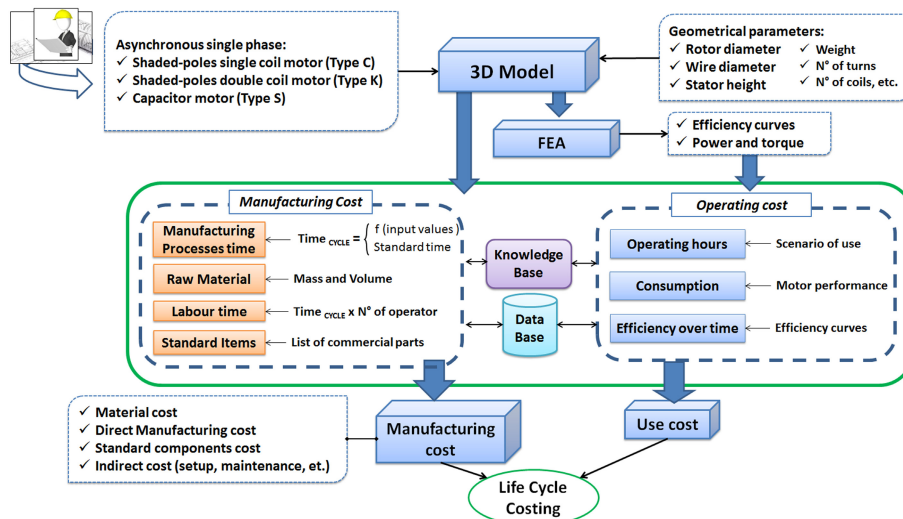 Asynchronous single phase:
✓ Shaded-poles single coil motor (Type C)
✓ Shaded-poles double coil motor (Type K)
✓ Capacitor motor (Type S)
3D Model
Geometrical parameters:
✓ Rotor diameter
✓ Wire diameter
✓ Stator height
✓ Weight
✓ N° of turns
✓ N° of coils, etc.
FEA
✓ Efficiency curves
✓ Power and torque
Manufacturing Cost
Manufacturing
Processes time
Time CYCLE = { f (input values)
Standard time
Raw Material
Mass and Volume
Labour time
Time CYCLE x N° of operator
Standard Items
List of commercial parts
Knowledge
Base
Data
Base
Operating cost
Operating hours
Scenario of use
Consumption
Motor performance
Efficiency over time
Efficiency curves
✓ Material cost
✓ Direct Manufacturing cost
✓ Standard components cost
✓ Indirect cost (setup, maintenance, et.)
Manufacturing
cost
Use cost
Life Cycle
Costing